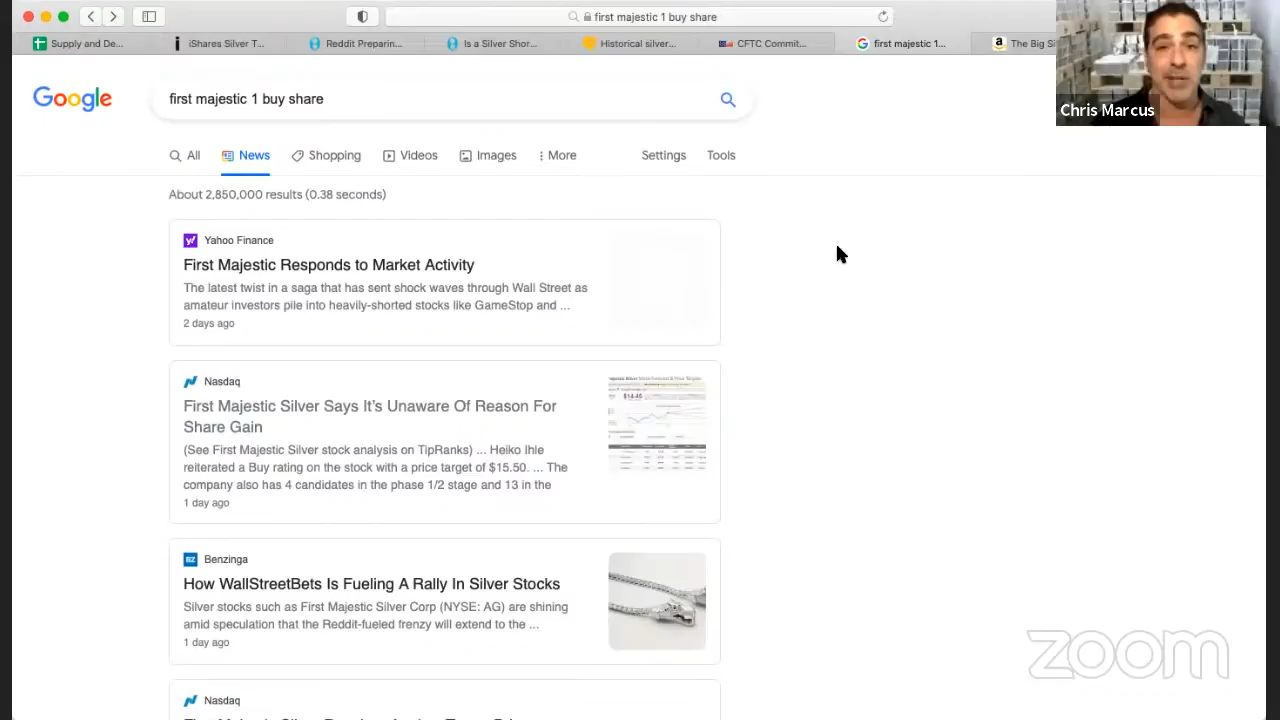 first majestic 1 buy share
Supply and De...
iShares Silver T...
Reddit Preparin...
Is a Silver Shor...
Historical silver...
CFTC Commit...
first majestic 1...
The Big Si
Chris Marcus
Google
first majestic 1 buy share
All
News
Shopping
Videos
Images
More
Settings
Tools
About 2,850,000 results (0.38 seconds)
Yahoo Finance
First Majestic Responds to Market Activity
The latest twist in a saga that has sent shock waves through Wall Street as
amateur investors pile into heavily-shorted stocks like GameStop and ...
2 days ago
Nasdaq
First Majestic Silver Says It's Unaware Of Reason For
Share Gain
(See First Majestic Silver stock analysis on TipRanks) ... Heiko Ihle
reiterated a Buy rating on the stock with a price target of $15.50. ... The
company also has 4 candidates in the phase 1/2 stage and 13 in the
1 day ago
Benzinga
How WallStreetBets Is Fueling A Rally In Silver Stocks
Silver stocks such as First Majestic Silver Corp (NYSE: AG) are shining
amid speculation that the Reddit-fueled frenzy will extend to the ...
1 day ago
Nasdaq
zoom